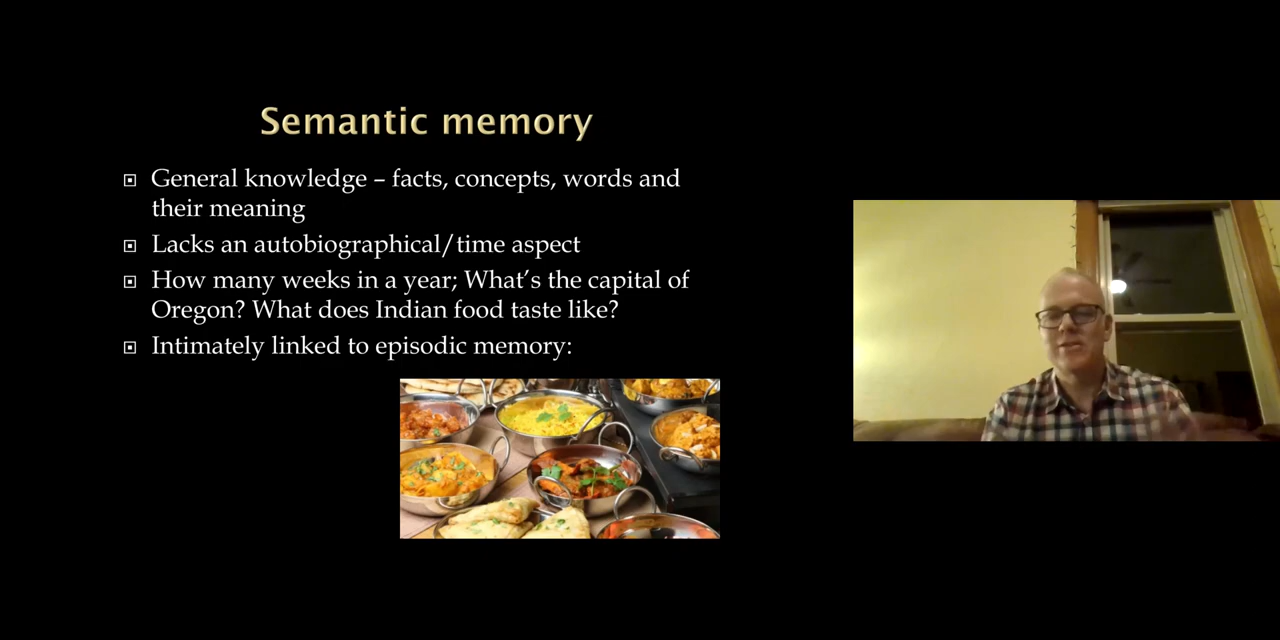 Semantic memory
General knowledge – facts, concepts, words and
their meaning
Lacks an autobiographical/time aspect
How many weeks in a year; What’s the capital of
Oregon? What does Indian food taste like?
Intimately linked to episodic memory: